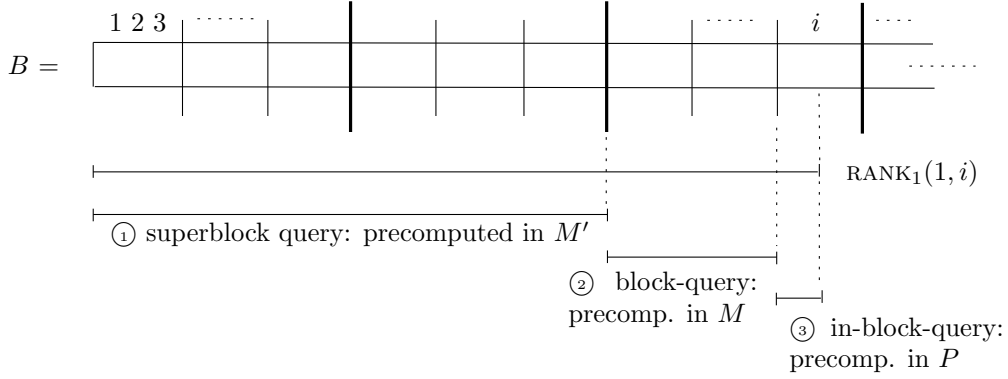 1 2 3 ........ ...... i ....
B = ........
RANK₁(1, i)
① superblock query: precomputed in M′
② block-query:
precomp. in M
③ in-block-query:
precomp. in P